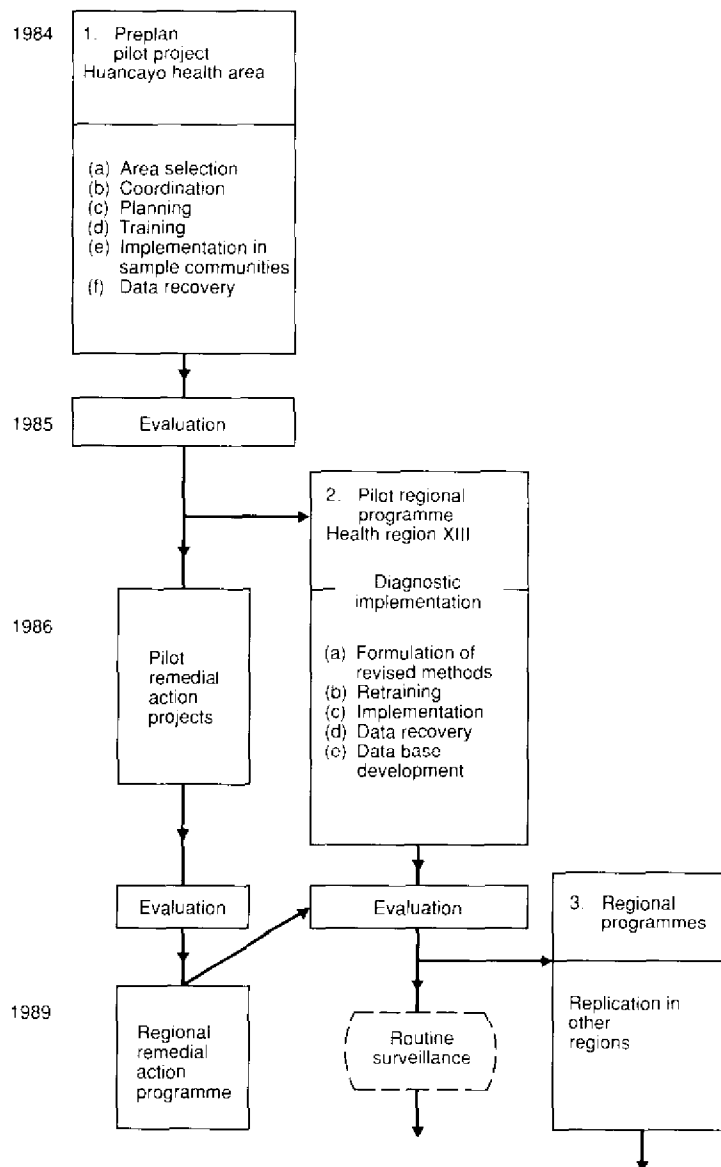 1984
1. Preplan
pilot project
Huancayo health area
(a) Area selection
(b) Coordination
(c) Planning
(d) Training
(e) Implementation in
sample communities
(f) Data recovery
1985
Evaluation
2. Pilot regional
programme
Health region XIII
Diagnostic
implementation
1986
(a) Formulation of
revised methods
(b) Retraining
(c) Implementation
(d) Data recovery
(e) Data base
development
Pilot
remedial
action
projects
Evaluation
Evaluation
3. Regional
programmes
1989
Regional
remedial
action
programme
Routine
surveillance
Replication in
other
regions